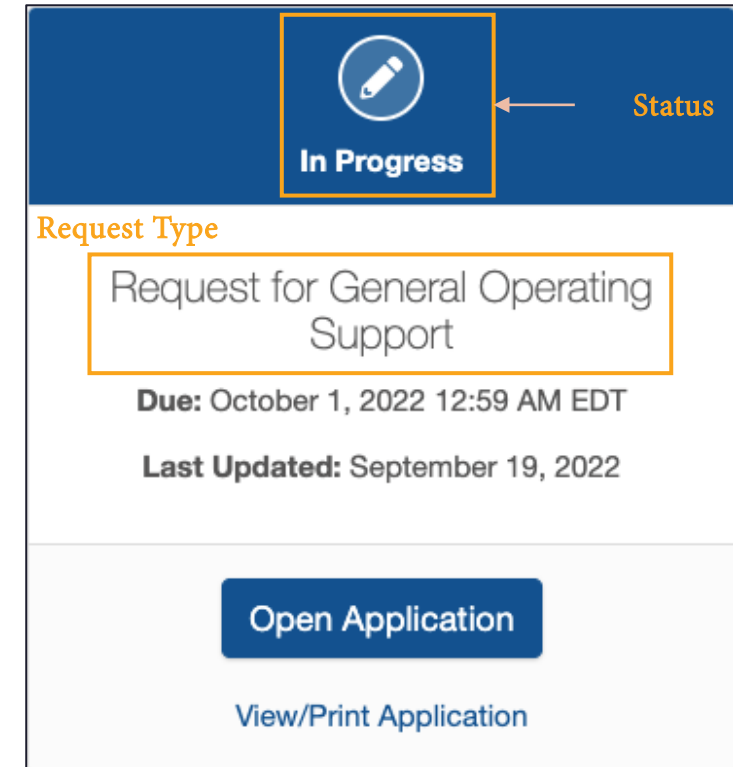 Status
In Progress
Request Type
Request for General Operating
Support
Due: October 1, 2022 12:59 AM EDT
Last Updated: September 19, 2022
Open Application
View/Print Application